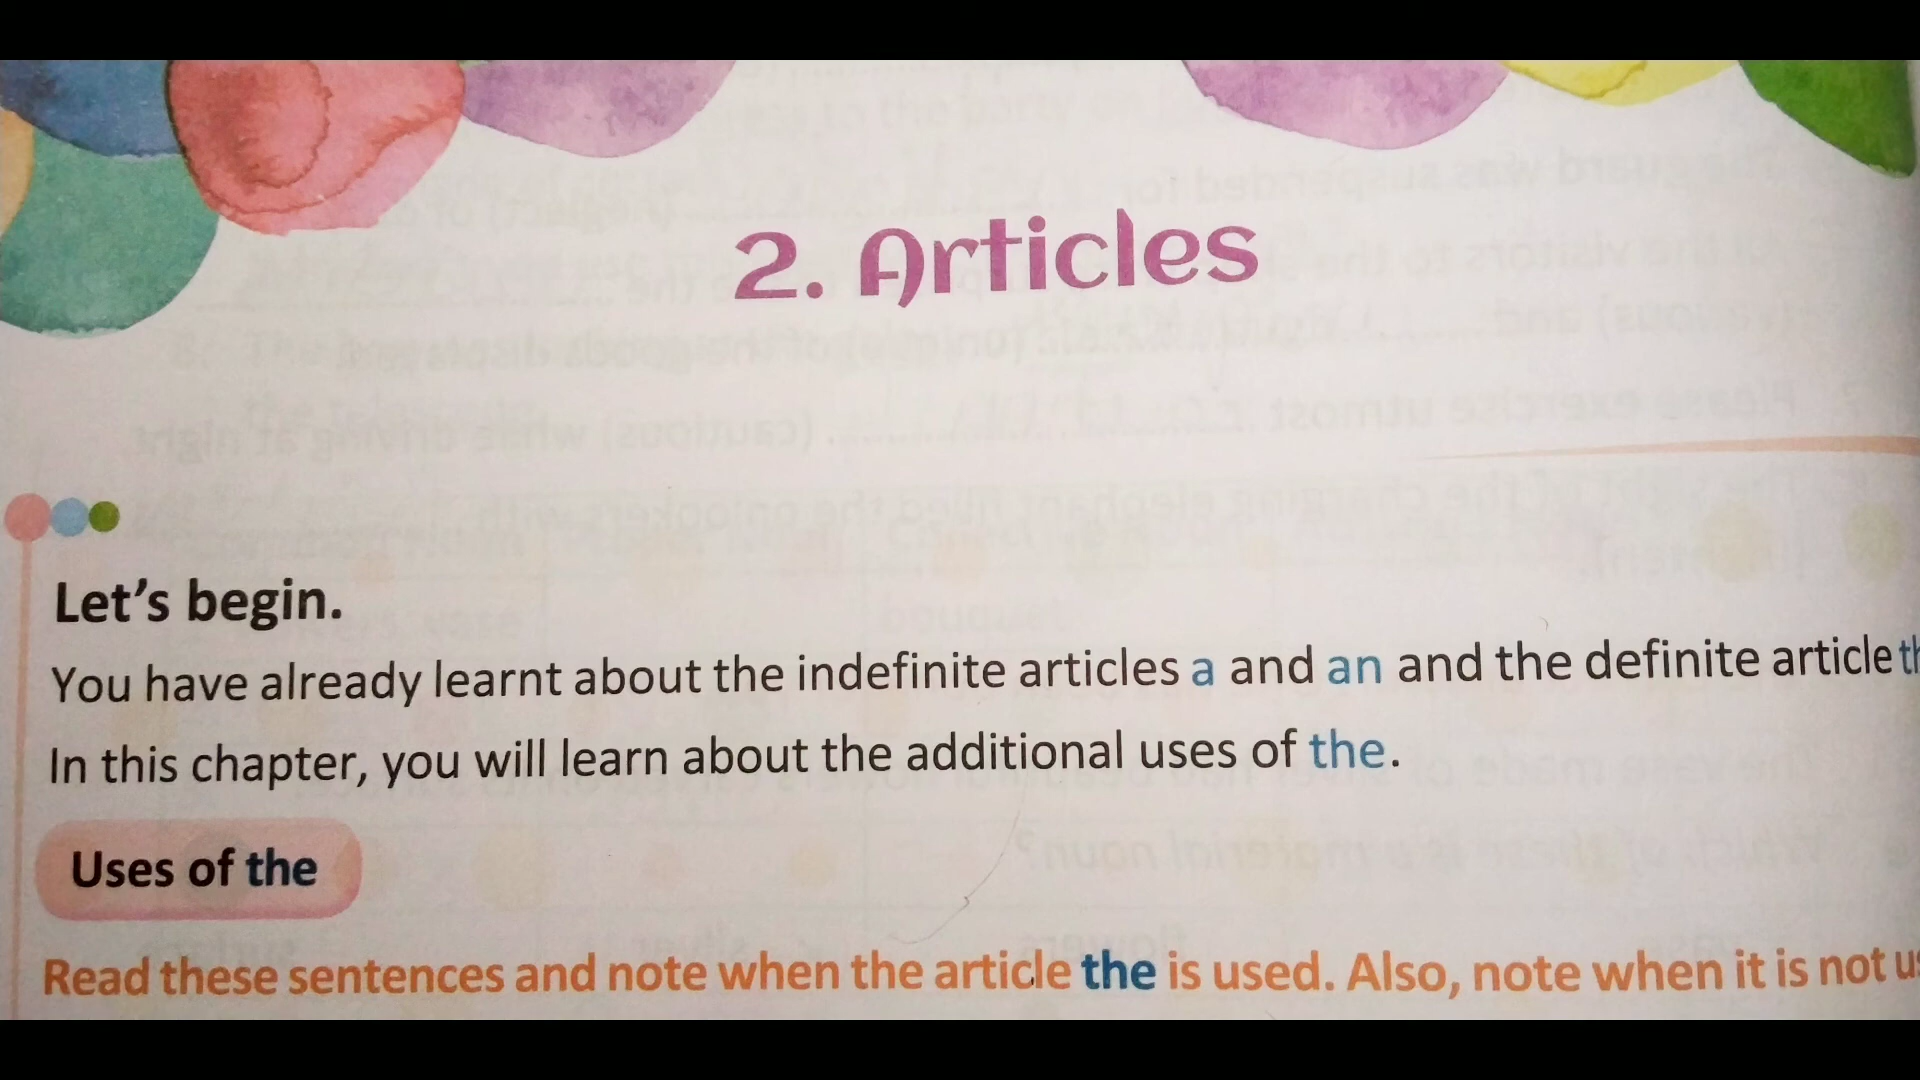 2. Articles
Let's begin.
You have already learnt about the indefinite articles a and an and the definite article
In this chapter, you will learn about the additional uses of the.
Uses of the
Read these sentences and note when the article the is used. Also, note when it is not